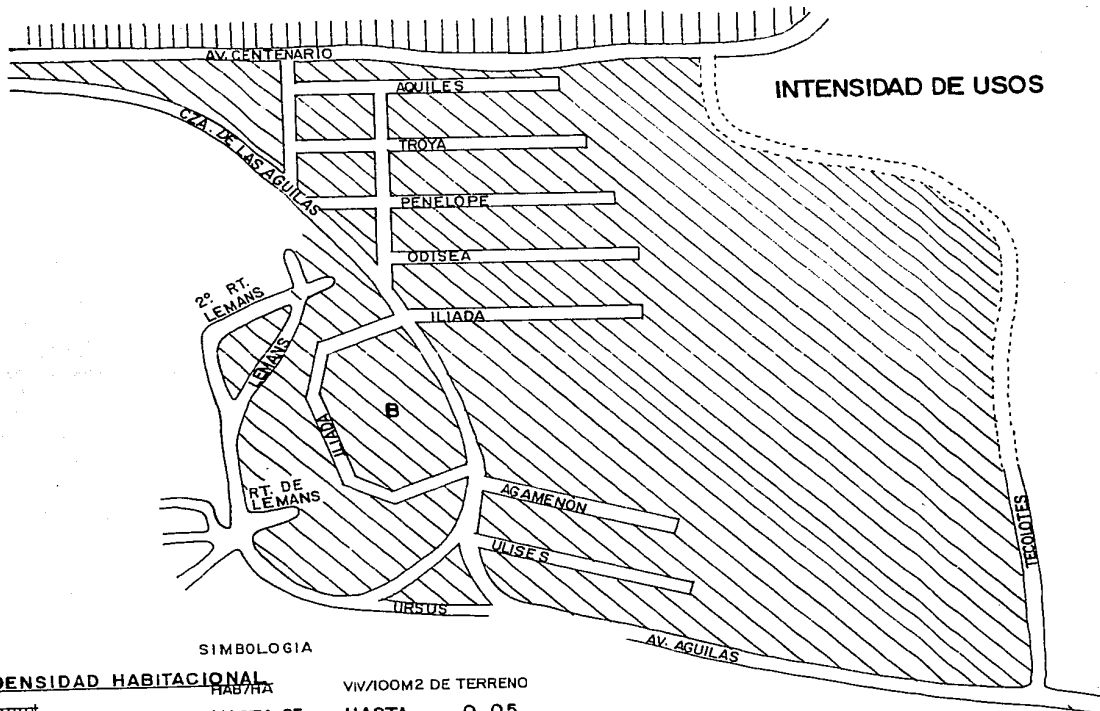 AV. CENTENARIO
INTENSIDAD DE USOS
AQUILES
CZA. DE LAS AGUILAS
TROYA
PENELOPE
ODISEA
2º. RT. LEMANS
ILIADA
LEMANS
B
ILIADA
RT. DE LEMANS
AGAMENON
TECOLOTES
ULISES
URSUS
AV. AGUILAS
SIMBOLOGIA
DENSIDAD HABITACIONAL
HAB/HA VIV/100M2 DE TERRENO
HASTA 0.05